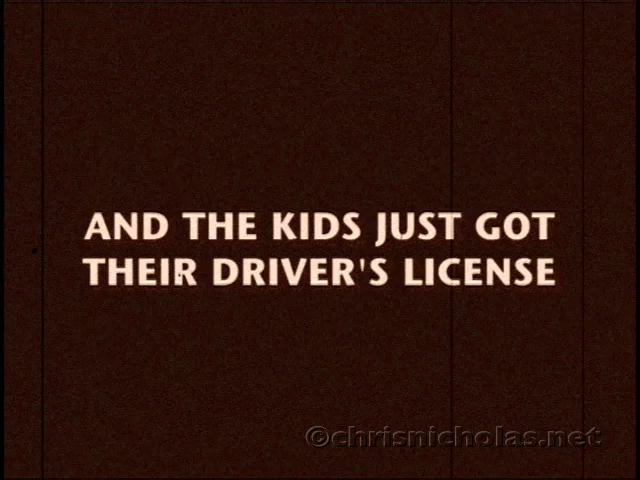 AND THE KIDS JUST GOT
THEIR DRIVER'S LICENSE
©chrisnicholas.net